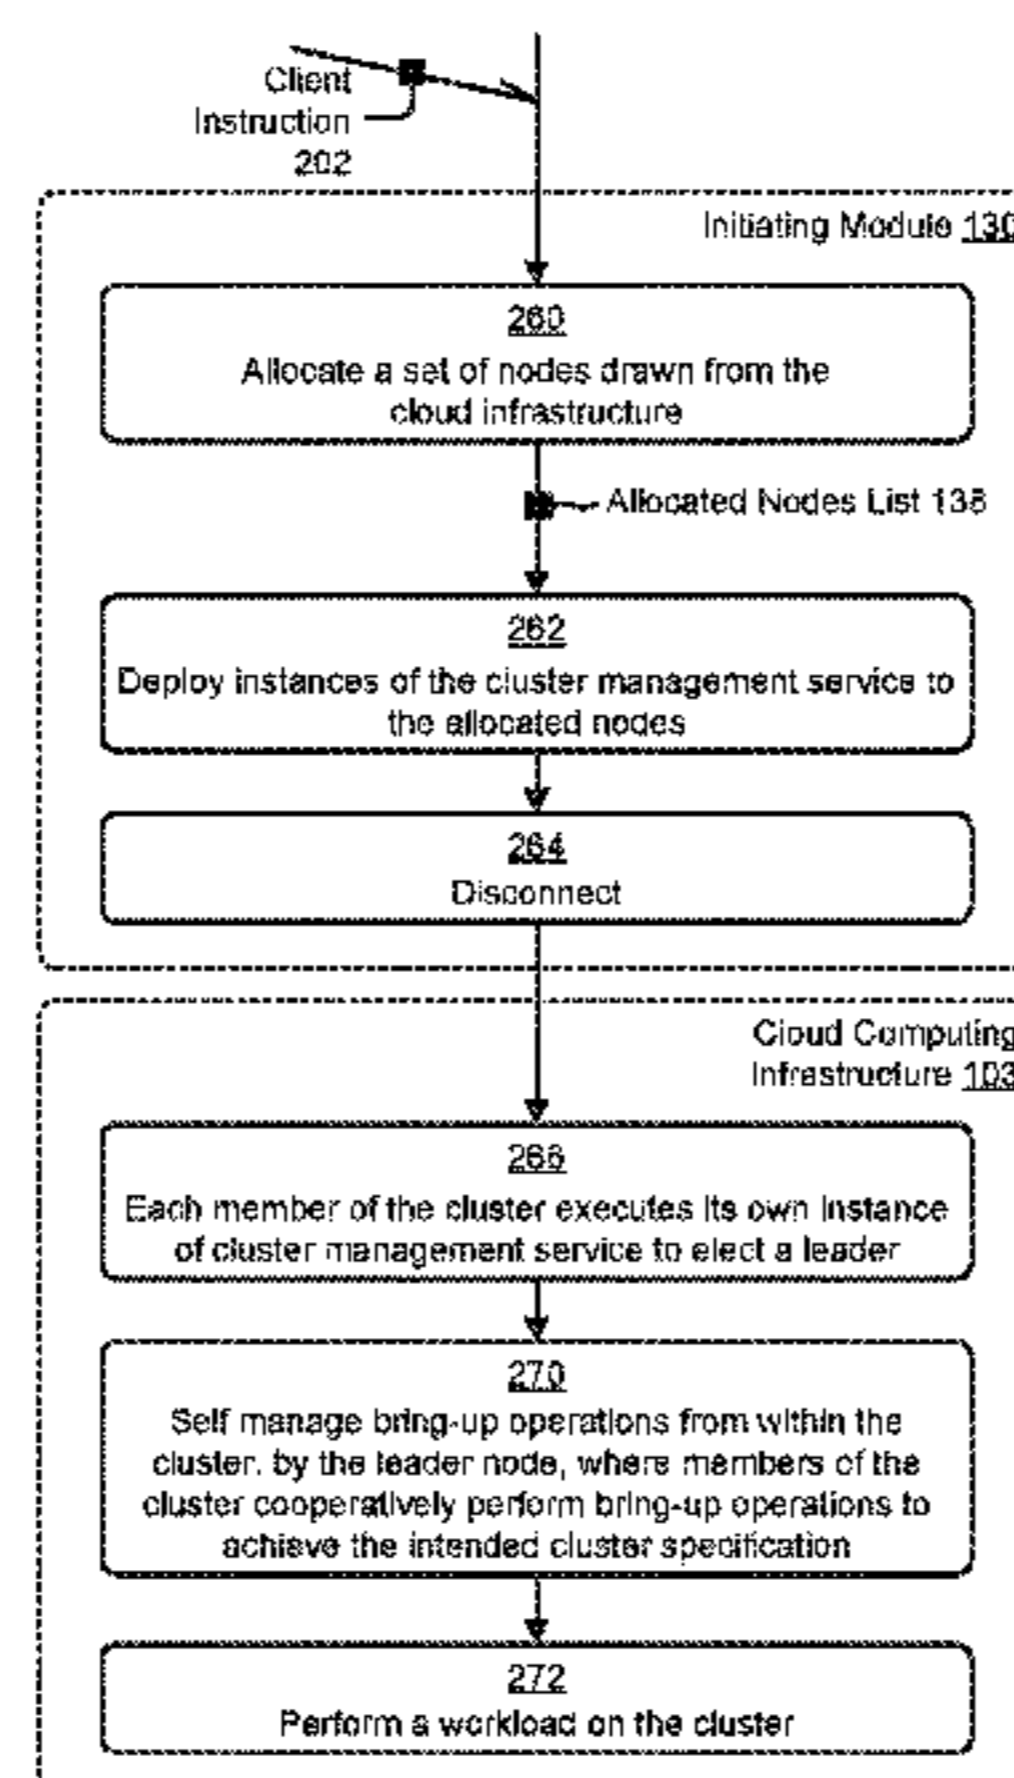 Client
Instruction
202
Initiating Module 130
260
Allocate a set of nodes drawn from the
cloud infrastructure
Allocated Nodes List 138
262
Deploy instances of the cluster management service to
the allocated nodes
264
Disconnect
Cloud Computing
Infrastructure 103
266
Each member of the cluster executes its own instance
of cluster management service to elect a leader
270
Self manage bring-up operations from within the
cluster, by the leader node, where members of the
cluster cooperatively perform bring-up operations to
achieve the intended cluster specification
272
Perform a workload on the cluster